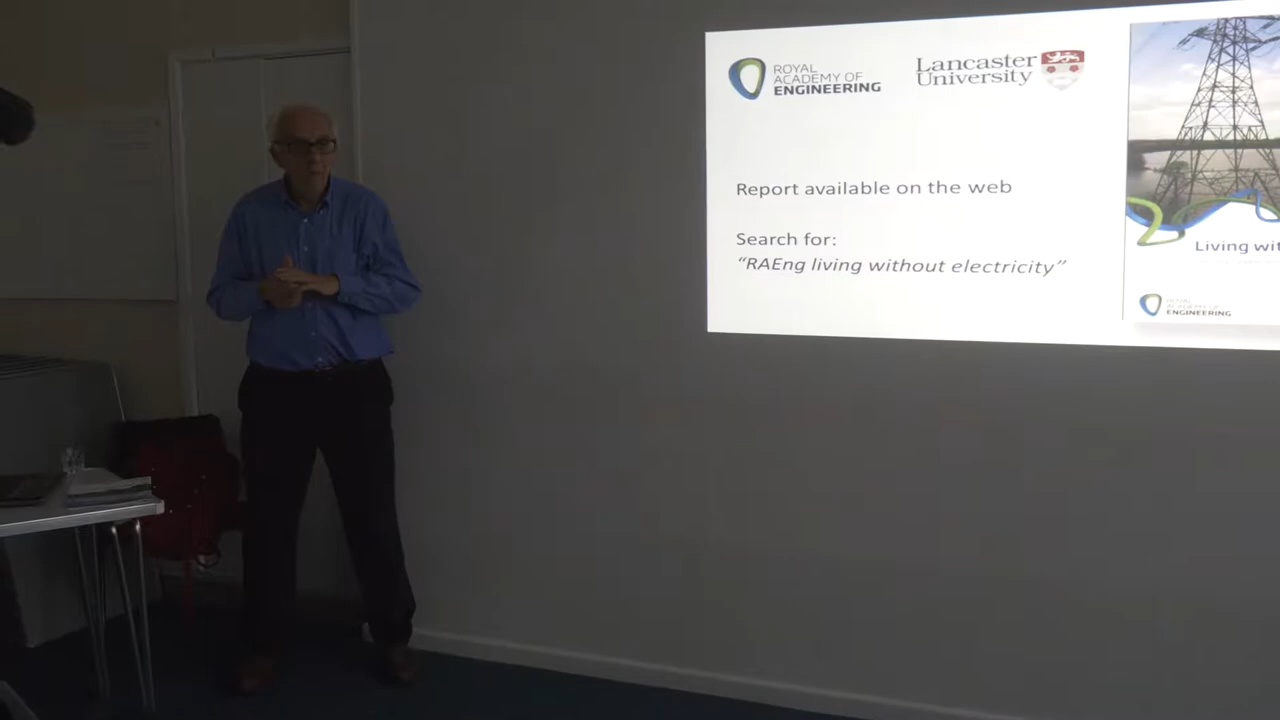 ROYAL
ACADEMY OF
ENGINEERING
Lancaster
University
Report available on the web
Search for:
“RAEng living without electricity”
Living wit
ROYAL
ACADEMY OF
ENGINEERING